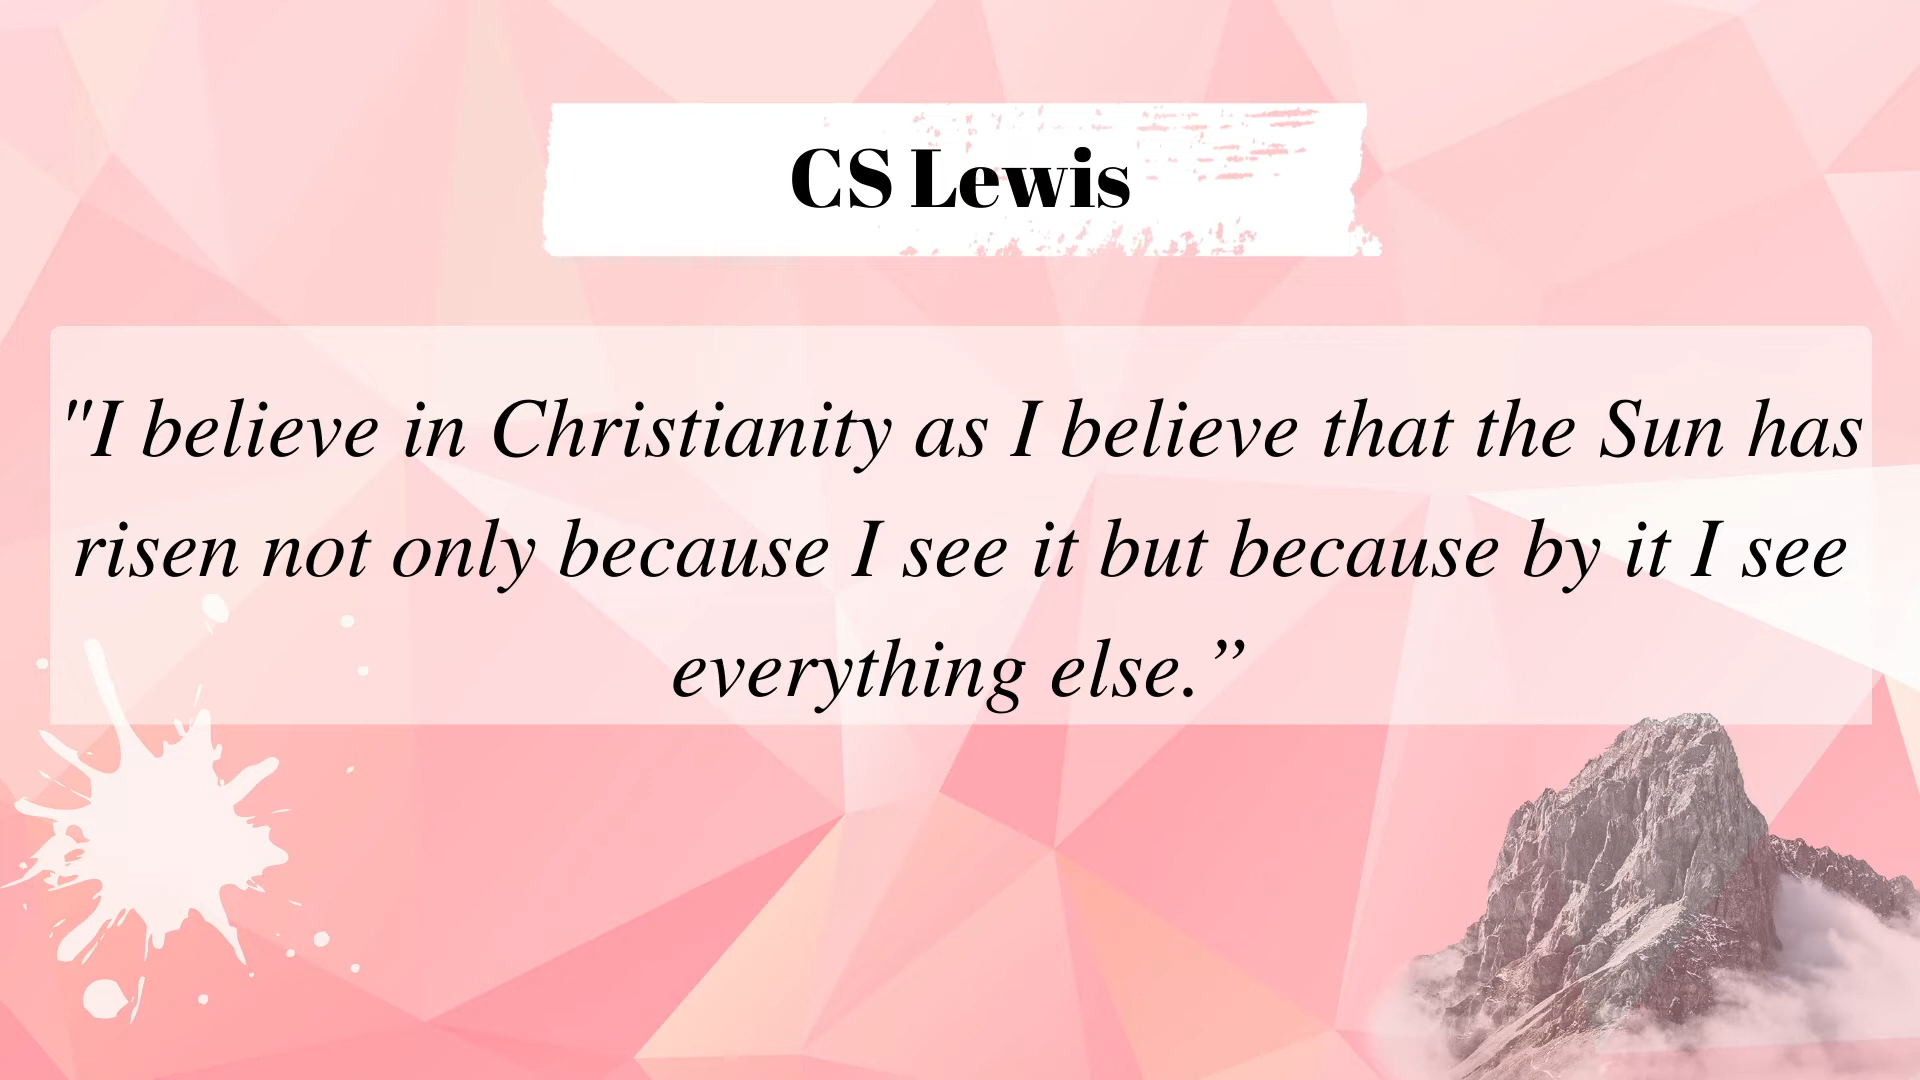 CS Lewis
"I believe in Christianity as I believe that the Sun has
risen not only because I see it but because by it I see
everything else.”